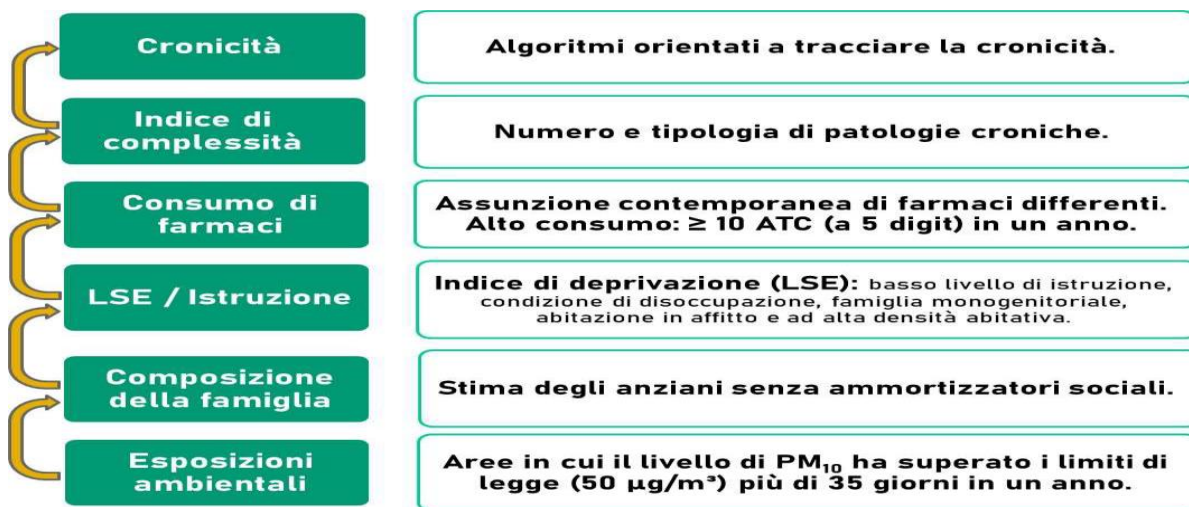 Cronicità
Algoritmi orientati a tracciare la cronicità.
Indice di
complessità
Numero e tipologia di patologie croniche.
Consumo di
farmaci
Assunzione contemporanea di farmaci differenti.
Alto consumo: ≥ 10 ATC (a 5 digit) in un anno.
LSE / Istruzione
Indice di deprivazione (LSE): basso livello di istruzione,
condizione di disoccupazione, famiglia monogenitoriale,
abitazione in affitto e ad alta densità abitativa.
Composizione
della famiglia
Stima degli anziani senza ammortizzatori sociali.
Esposizioni
ambientali
Aree in cui il livello di PM₁₀ ha superato i limiti di
legge (50 µg/m³) più di 35 giorni in un anno.